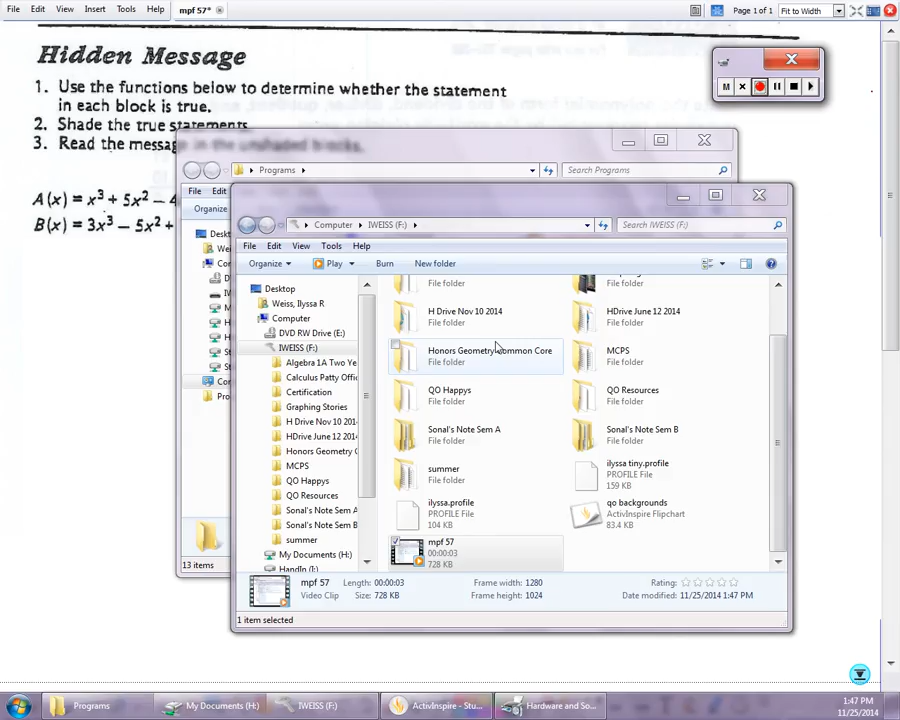 File Edit View Insert Tools Help
mpf 57*
Page 1 of 1
Fit to Width
Hidden Message
1. Use the functions below to determine whether the statement
in each block is true.
2. Shade the true statements.
3. Read the message in the unshaded blocks.
A(x) = x³ + 5x² − 4
B(x) = 3x³ − 5x² +
M
Programs
Search Programs
File Edit
Organize
13 items
Computer IWEISS (F:)
Search IWEISS (F:)
File Edit View Tools Help
Organize Play Burn New folder
Desktop
Weiss, Ilyssa R
Computer
DVD RW Drive (E:)
IWEISS (F:)
Algebra 1A Two Ye
Calculus Patty Offic
Certification
Graphing Stories
H Drive Nov 10 201
HDrive June 12 201
Honors Geometry C
MCPS
QO Happys
QO Resources
Sonal's Note Sem A
Sonal's Note Sem B
summer
My Documents (H:)
HandIn (I:)
File folder
File folder
H Drive Nov 10 2014
File folder
HDrive June 12 2014
File folder
Honors Geometry Common Core
File folder
MCPS
File folder
QO Happys
File folder
QO Resources
File folder
Sonal's Note Sem A
File folder
Sonal's Note Sem B
File folder
summer
File folder
ilyssa tiny.profile
PROFILE File
159 KB
ilyssa.profile
PROFILE File
104 KB
qo backgrounds
ActivInspire Flipchart
83.4 KB
mpf 57
00:00:03
728 KB
mpf 57 Length: 00:00:03 Frame width: 1280 Rating:
Video Clip Size: 728 KB Frame height: 1024 Date modified: 11/25/2014 1:47 PM
1 item selected
Programs
My Documents (H:)
IWEISS (F:)
ActivInspire - Stu...
Hardware and So...
1:47 PM
11/25/2014